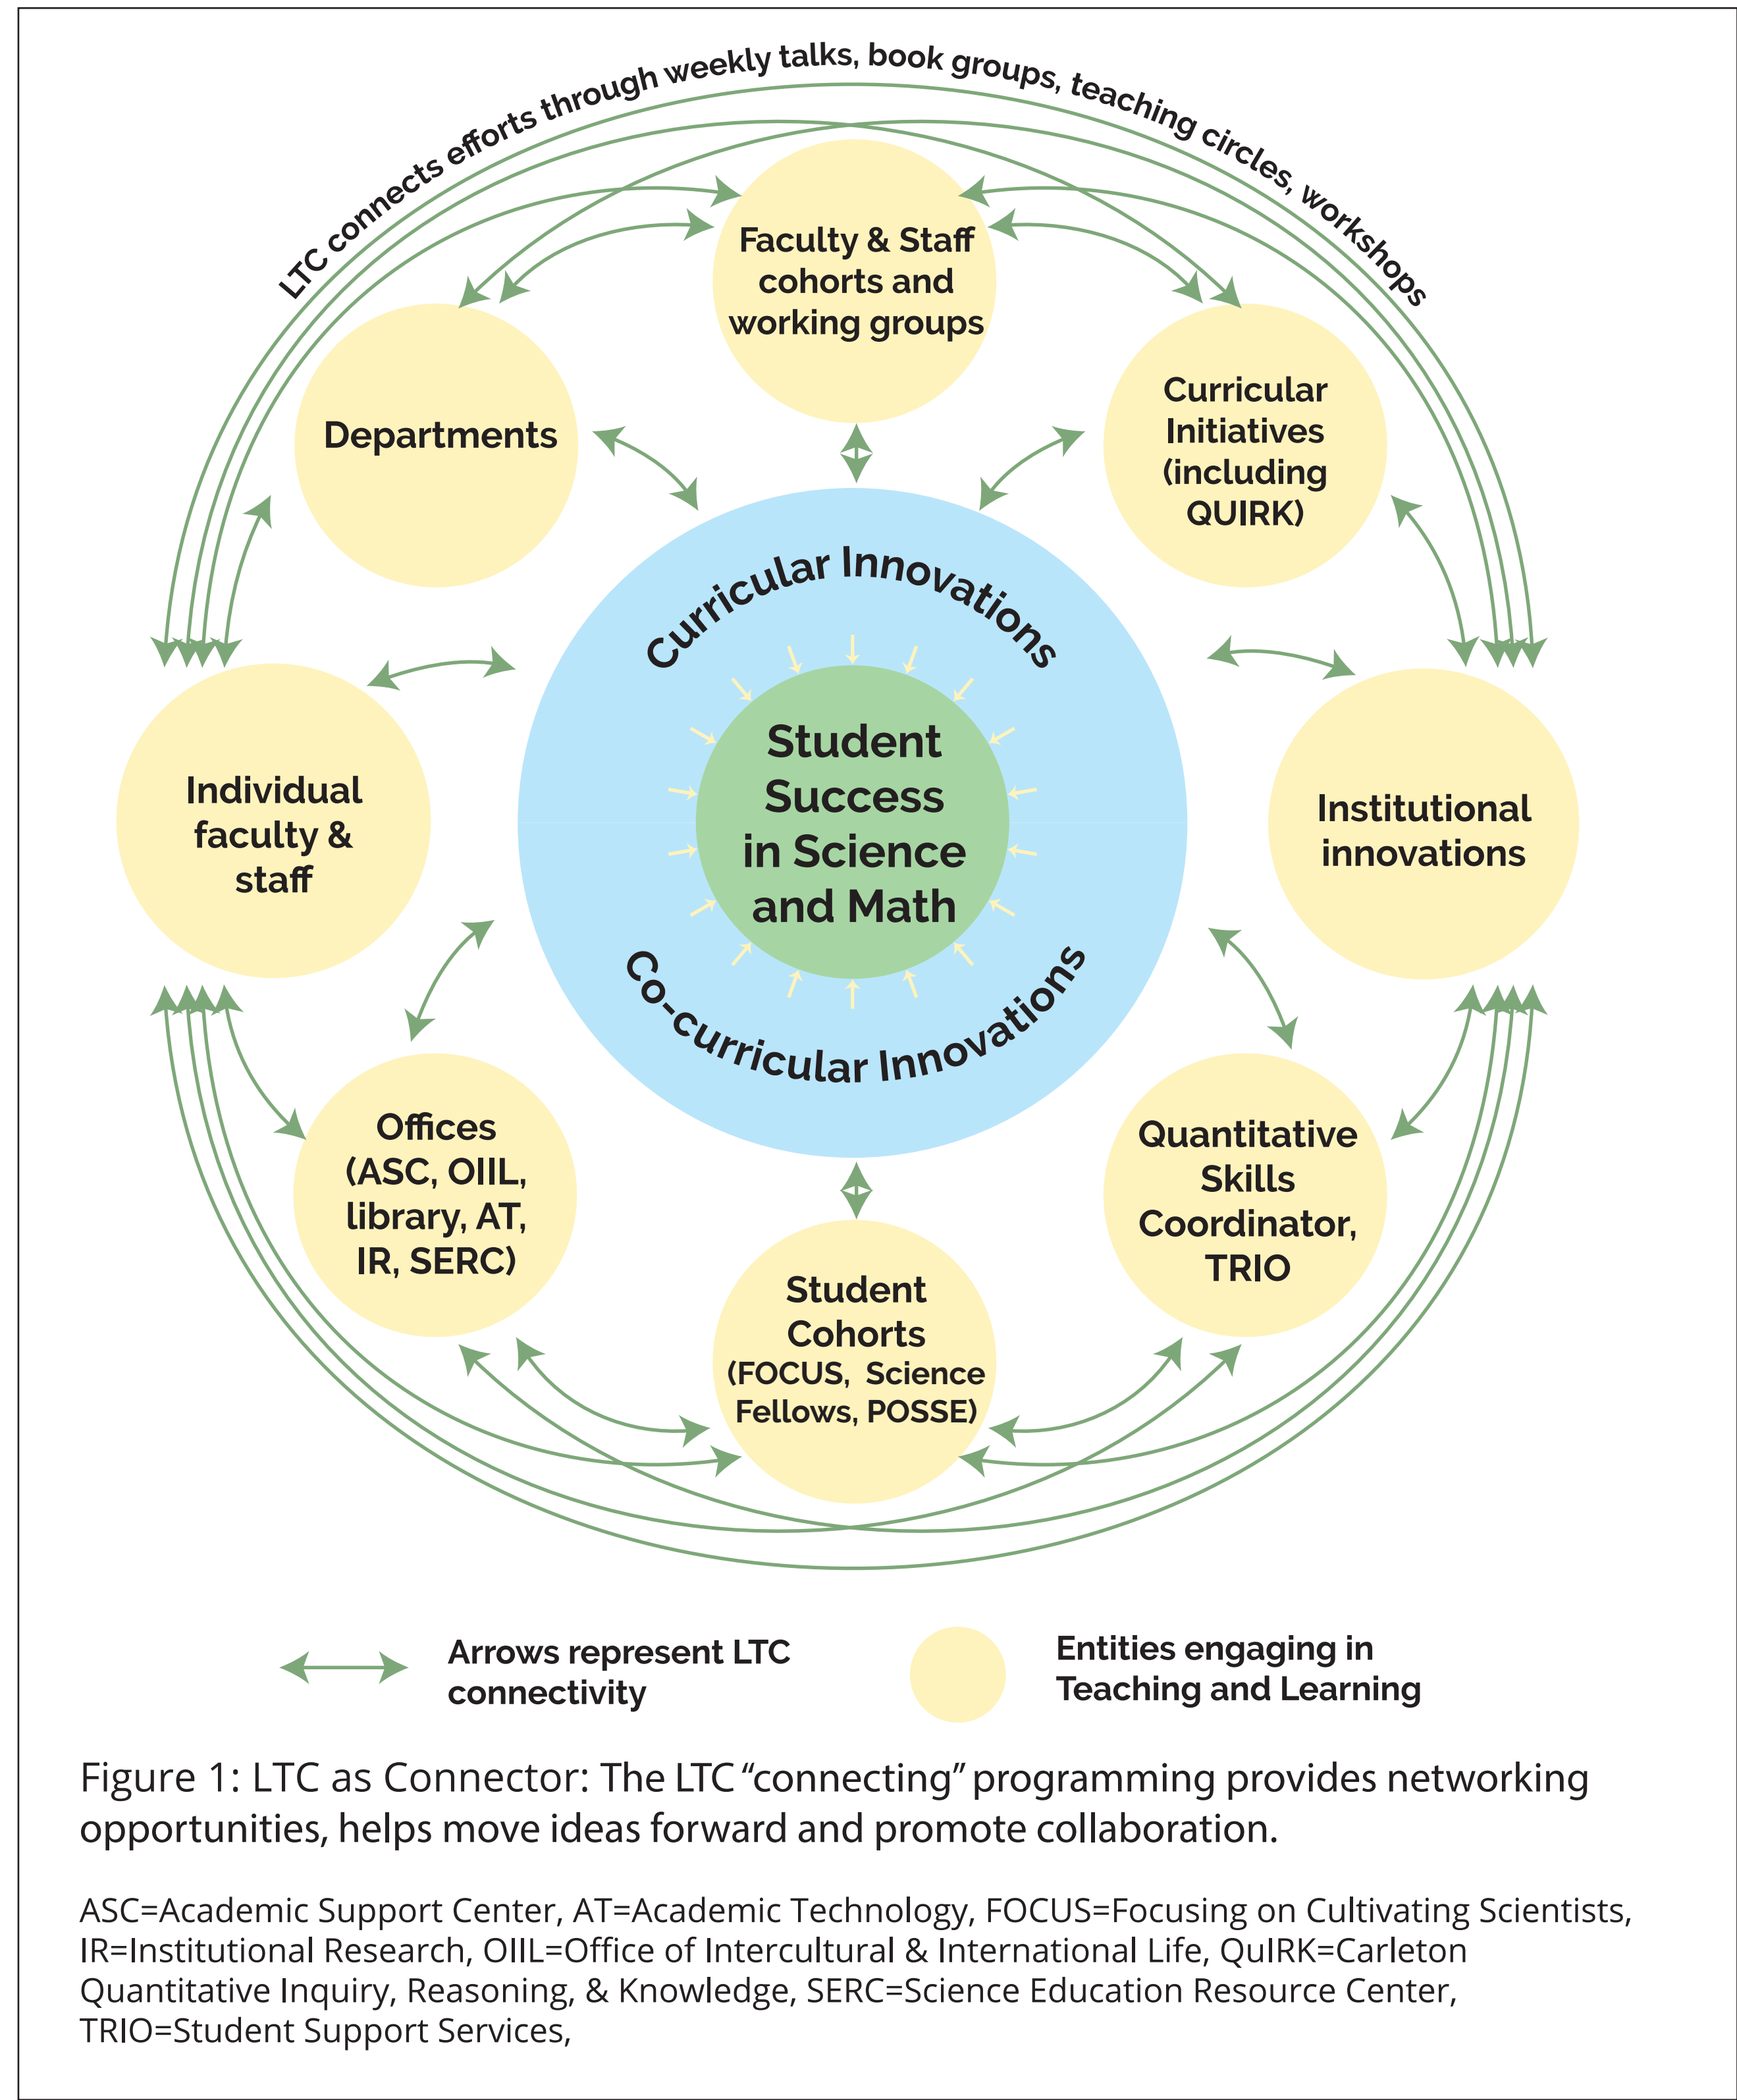 LTC connects efforts through weekly talks, book groups, teaching circles, workshops
Faculty & Staff
cohorts and
working groups
Departments
Curricular
Initiatives
(including
QUIRK)
Curricular Innovations
Student
Success
in Science
and Math
Co-curricular Innovations
Individual
faculty &
staff
Institutional
innovations
Offices
(ASC, OIIL,
library, AT,
IR, SERC)
Quantitative
Skills
Coordinator,
TRIO
Student
Cohorts
(FOCUS, Science
Fellows, POSSE)
Arrows represent LTC
connectivity
Entities engaging in
Teaching and Learning
Figure 1: LTC as Connector: The LTC “connecting” programming provides networking
opportunities, helps move ideas forward and promote collaboration.
ASC=Academic Support Center, AT=Academic Technology, FOCUS=Focusing on Cultivating Scientists,
IR=Institutional Research, OIIL=Office of Intercultural & International Life, QuIRK=Carleton
Quantitative Inquiry, Reasoning, & Knowledge, SERC=Science Education Resource Center,
TRIO=Student Support Services,